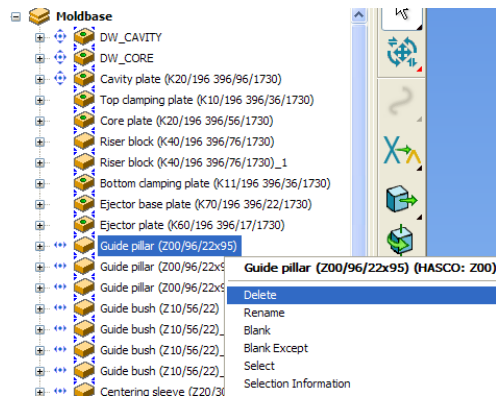 Moldbase
DW_CAVITY
DW_CORE
Cavity plate (K20/196 396/96/1730)
Top clamping plate (K10/196 396/36/1730)
Core plate (K20/196 396/56/1730)
Riser block (K40/196 396/76/1730)
Riser block (K40/196 396/76/1730)_1
Bottom clamping plate (K11/196 396/36/1730)
Ejector base plate (K70/196 396/22/1730)
Ejector plate (K60/196 396/17/1730)
Guide pillar (Z00/96/22x95)
Guide pillar (Z00/96/22x9
Guide pillar (Z00/96/22x9
Guide bush (Z10/56/22)
Guide bush (Z10/56/22)_
Guide bush (Z10/56/22)_
Guide bush (Z10/56/22)_
Centering sleeve (Z20/30
Guide pillar (Z00/96/22x95) (HASCO: Z00)
Delete
Rename
Blank
Blank Except
Select
Selection Information